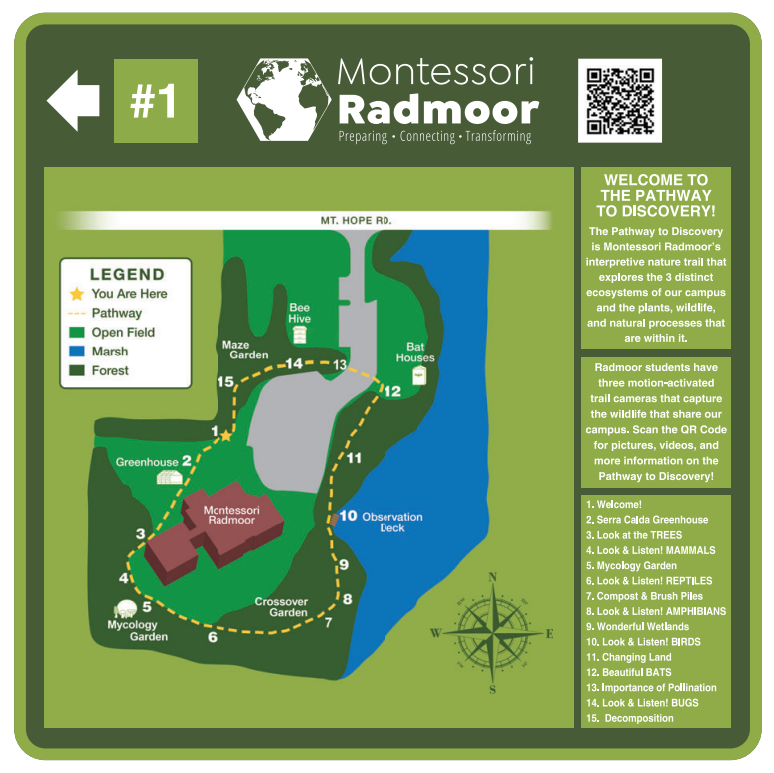 #1
Montessori
Radmoor
Preparing • Connecting • Transforming
MT. HOPE RD.
LEGEND
You Are Here
Pathway
Open Field
Marsh
Forest
Bee
Hive
Maze
Garden
14
13
Bat
Houses
15
12
1
11
Greenhouse 2
Montessori
Radmoor
10 Observation
Deck
3
9
4
8
5
Crossover
Garden
7
Mycology
Garden
6
N
W
E
S
WELCOME TO
THE PATHWAY
TO DISCOVERY!
The Pathway to Discovery
is Montessori Radmoor's
interpretive nature trail that
explores the 3 distinct
ecosystems of our campus
and the plants, wildlife,
and natural processes that
are within it.
Radmoor students have
three motion-activated
trail cameras that capture
the wildlife that share our
campus. Scan the QR Code
for pictures, videos, and
more information on the
Pathway to Discovery!
1. Welcome!
2. Serra Calda Greenhouse
3. Look at the TREES
4. Look & Listen! MAMMALS
5. Mycology Garden
6. Look & Listen! REPTILES
7. Compost & Brush Piles
8. Look & Listen! AMPHIBIANS
9. Wonderful Wetlands
10. Look & Listen! BIRDS
11. Changing Land
12. Beautiful BATS
13. Importance of Pollination
14. Look & Listen! BUGS
15. Decomposition